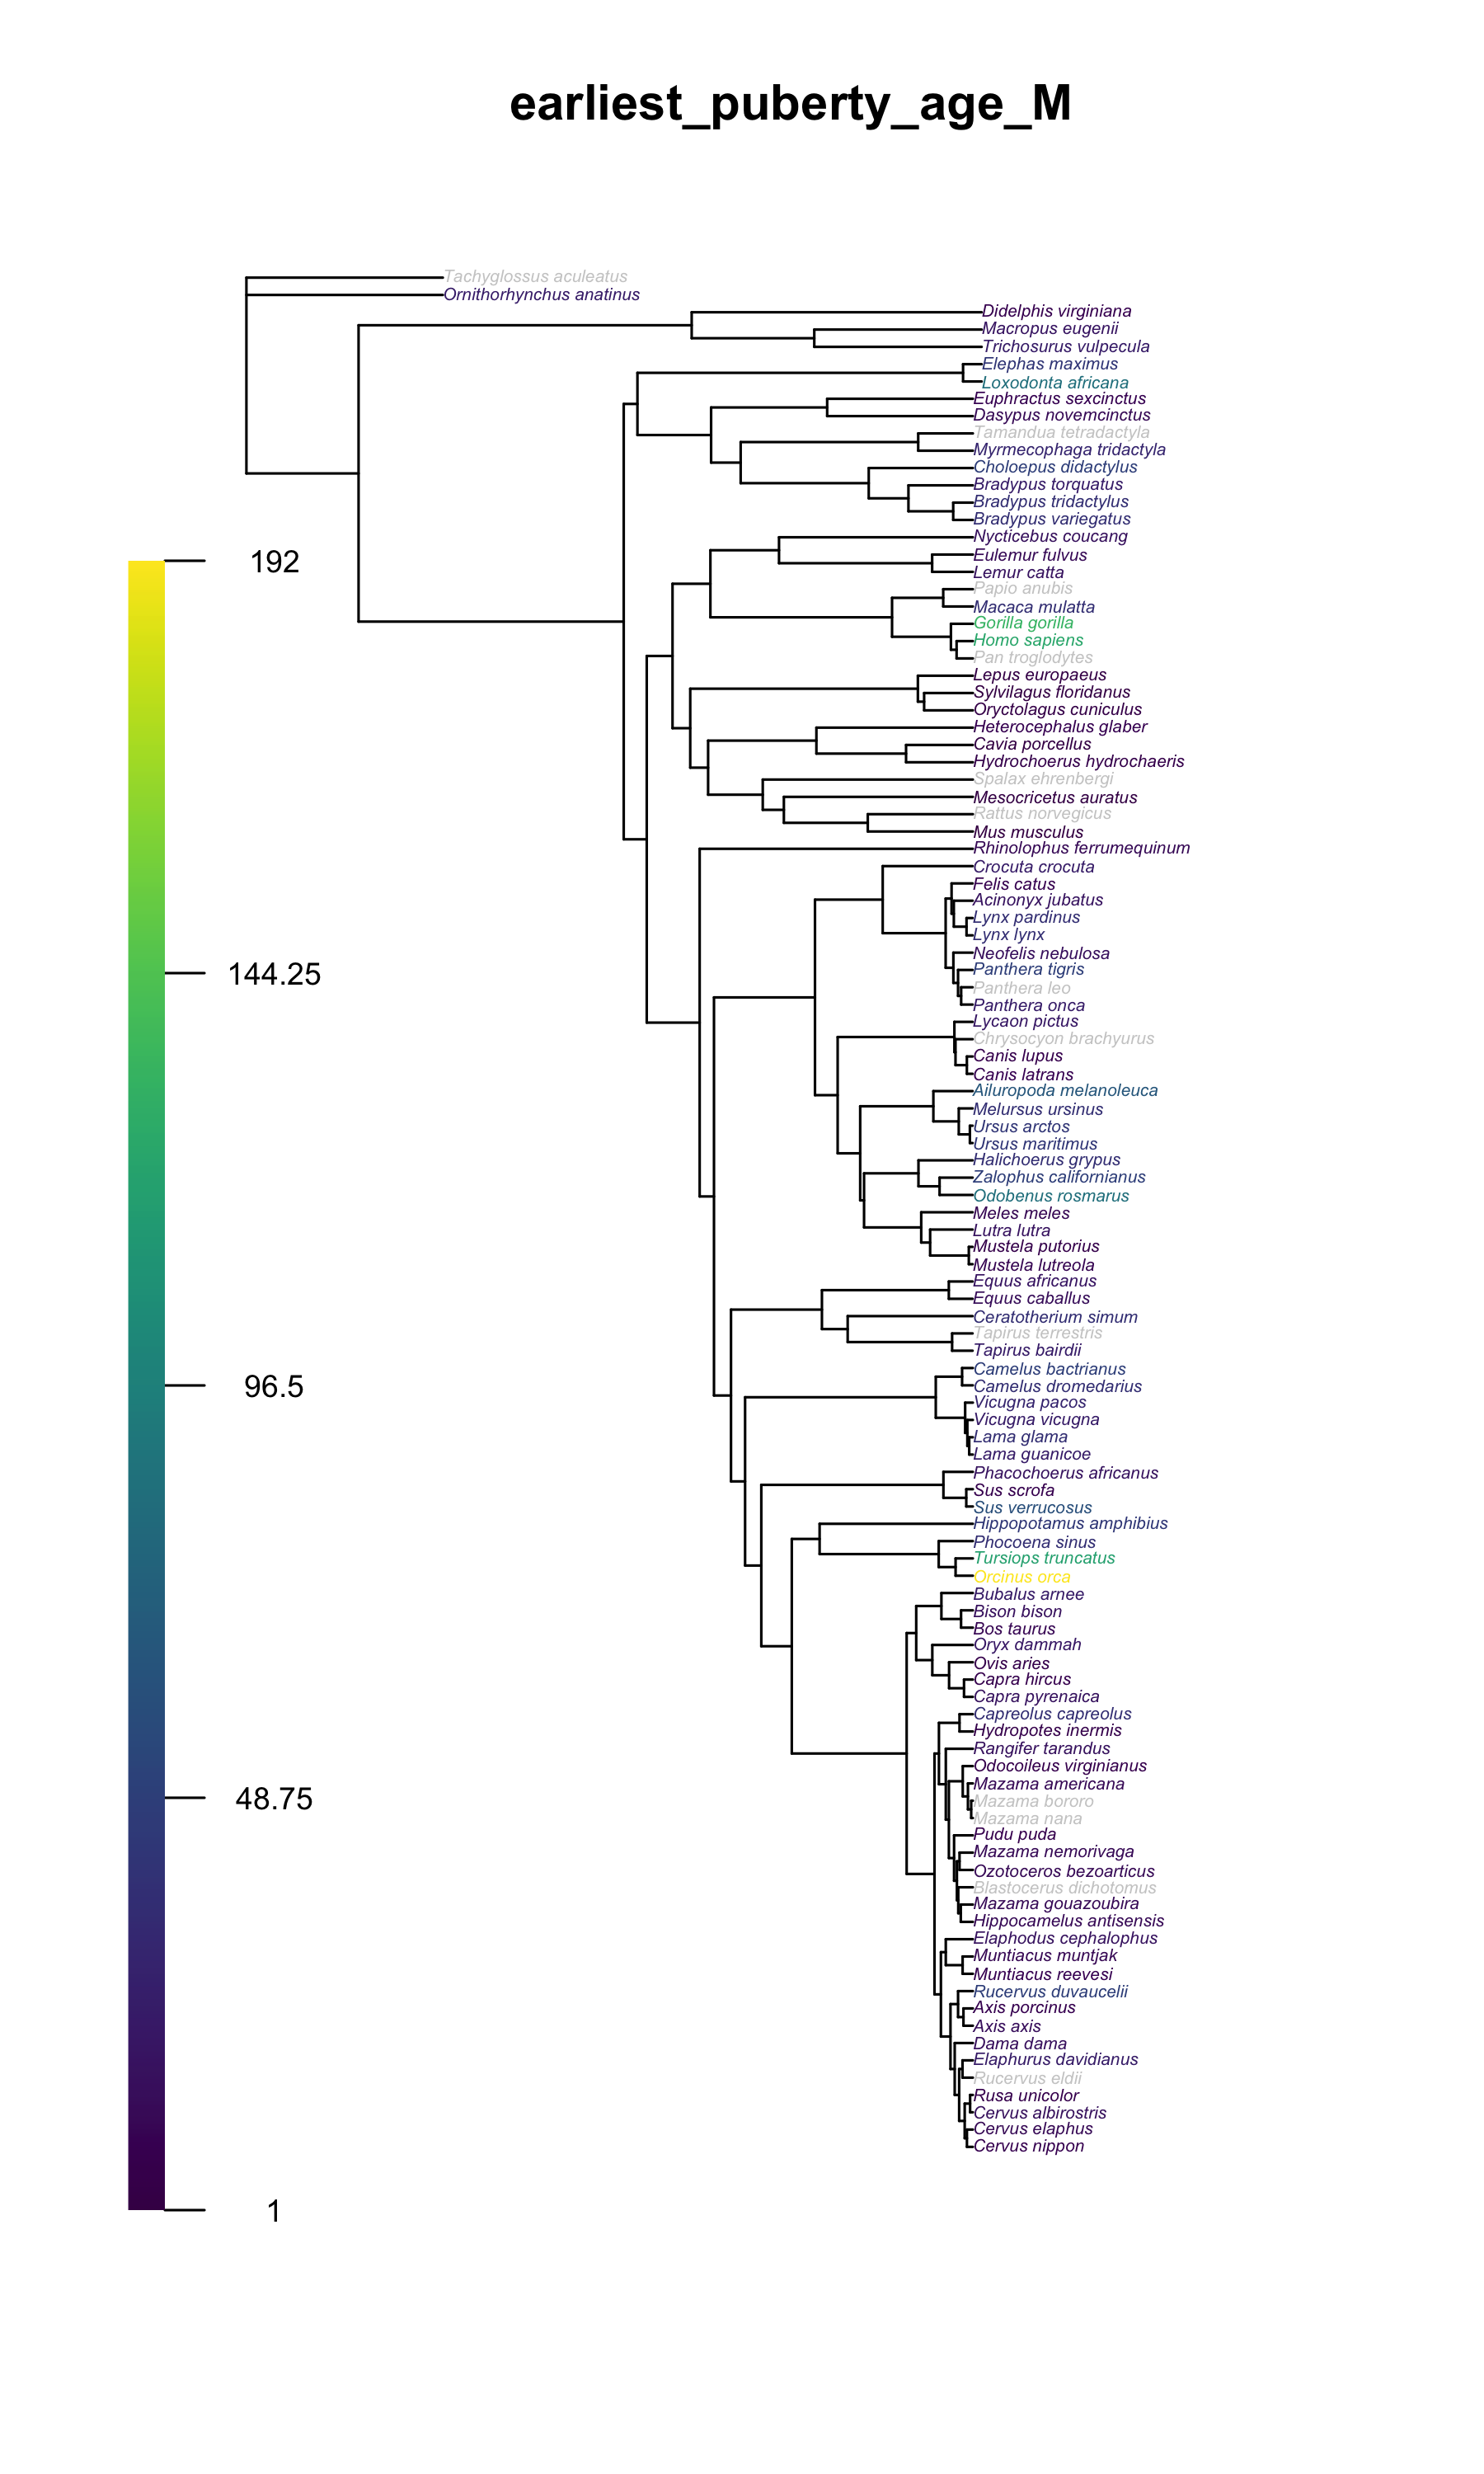 earliest_puberty_age_M
Tachyglossus aculeatus
Ornithorhynchus anatinus
Didelphis virginiana
Macropus eugenii
Trichosurus vulpecula
Elephas maximus
Loxodonta africana
Euphractus sexcinctus
Dasypus novemcinctus
Tamandua tetradactyla
Myrmecophaga tridactyla
Choloepus didactylus
Bradypus torquatus
Bradypus tridactylus
Bradypus variegatus
Nycticebus coucang
Eulemur fulvus
Lemur catta
Papio anubis
Macaca mulatta
Gorilla gorilla
Homo sapiens
Pan troglodytes
Lepus europaeus
Sylvilagus floridanus
Oryctolagus cuniculus
Heterocephalus glaber
Cavia porcellus
Hydrochoerus hydrochaeris
Spalax ehrenbergi
Mesocricetus auratus
Rattus norvegicus
Mus musculus
Rhinolophus ferrumequinum
Crocuta crocuta
Felis catus
Acinonyx jubatus
Lynx pardinus
Lynx lynx
Neofelis nebulosa
Panthera tigris
Panthera leo
Panthera onca
Lycaon pictus
Chrysocyon brachyurus
Canis lupus
Canis latrans
Ailuropoda melanoleuca
Melursus ursinus
Ursus arctos
Ursus maritimus
Halichoerus grypus
Zalophus californianus
Odobenus rosmarus
Meles meles
Lutra lutra
Mustela putorius
Mustela lutreola
Equus africanus
Equus caballus
Ceratotherium simum
Tapirus terrestris
Tapirus bairdii
Camelus bactrianus
Camelus dromedarius
Vicugna pacos
Vicugna vicugna
Lama glama
Lama guanicoe
Phacochoerus africanus
Sus scrofa
Sus verrucosus
Hippopotamus amphibius
Phocoena sinus
Tursiops truncatus
Orcinus orca
Bubalus arnee
Bison bison
Bos taurus
Oryx dammah
Ovis aries
Capra hircus
Capra pyrenaica
Capreolus capreolus
Hydropotes inermis
Rangifer tarandus
Odocoileus virginianus
Mazama americana
Mazama bororo
Mazama nana
Pudu puda
Mazama nemorivaga
Ozotoceros bezoarticus
Blastocerus dichotomus
Mazama gouazoubira
Hippocamelus antisensis
Elaphodus cephalophus
Muntiacus muntjak
Muntiacus reevesi
Rucervus duvaucelii
Axis porcinus
Axis axis
Dama dama
Elaphurus davidianus
Rucervus eldii
Rusa unicolor
Cervus albirostris
Cervus elaphus
Cervus nippon
192
144.25
96.5
48.75
1